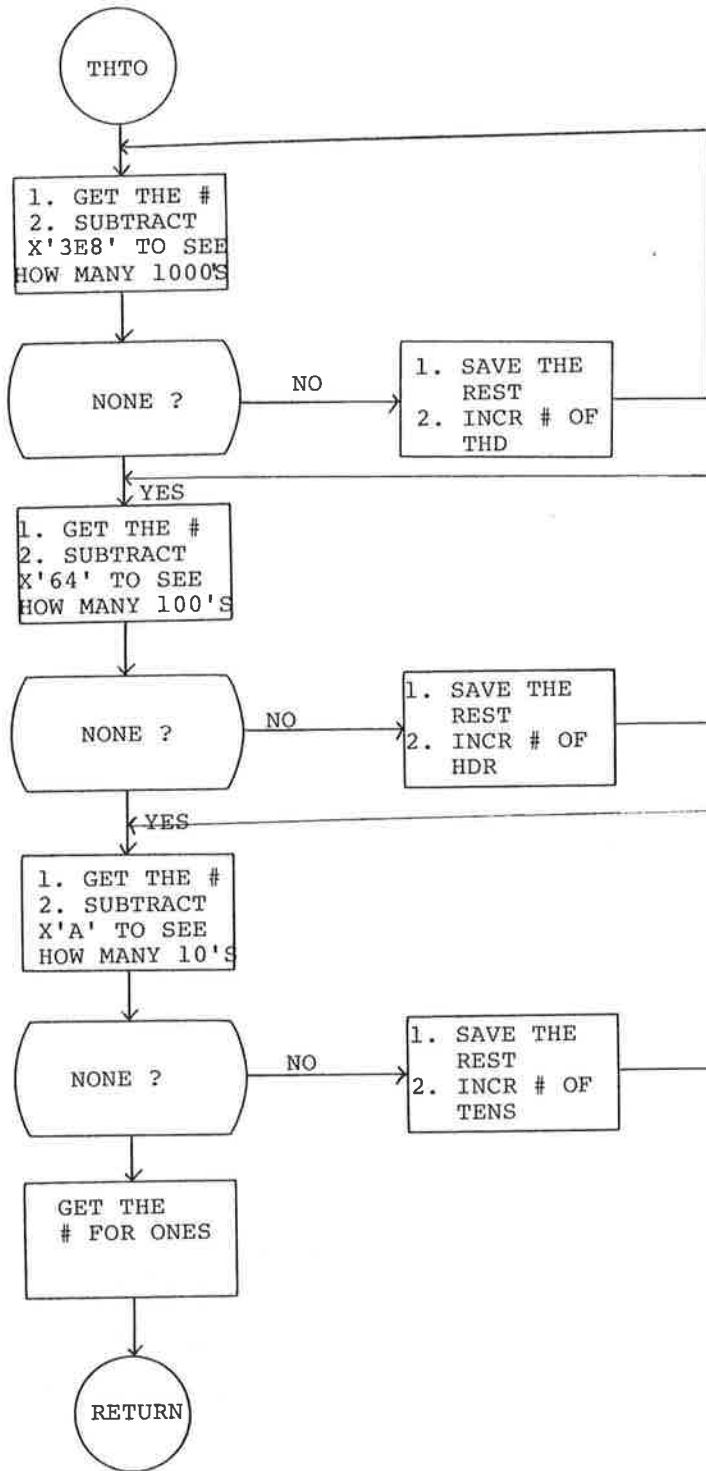 THTO
1. GET THE #
2. SUBTRACT
X'3E8' TO SEE
HOW MANY 1000'S
NONE ?
NO
1. SAVE THE
REST
2. INCR # OF
THD
YES
1. GET THE #
2. SUBTRACT
X'64' TO SEE
HOW MANY 100'S
NONE ?
NO
1. SAVE THE
REST
2. INCR # OF
HDR
YES
1. GET THE #
2. SUBTRACT
X'A' TO SEE
HOW MANY 10'S
NONE ?
NO
1. SAVE THE
REST
2. INCR # OF
TENS
GET THE
# FOR ONES
RETURN